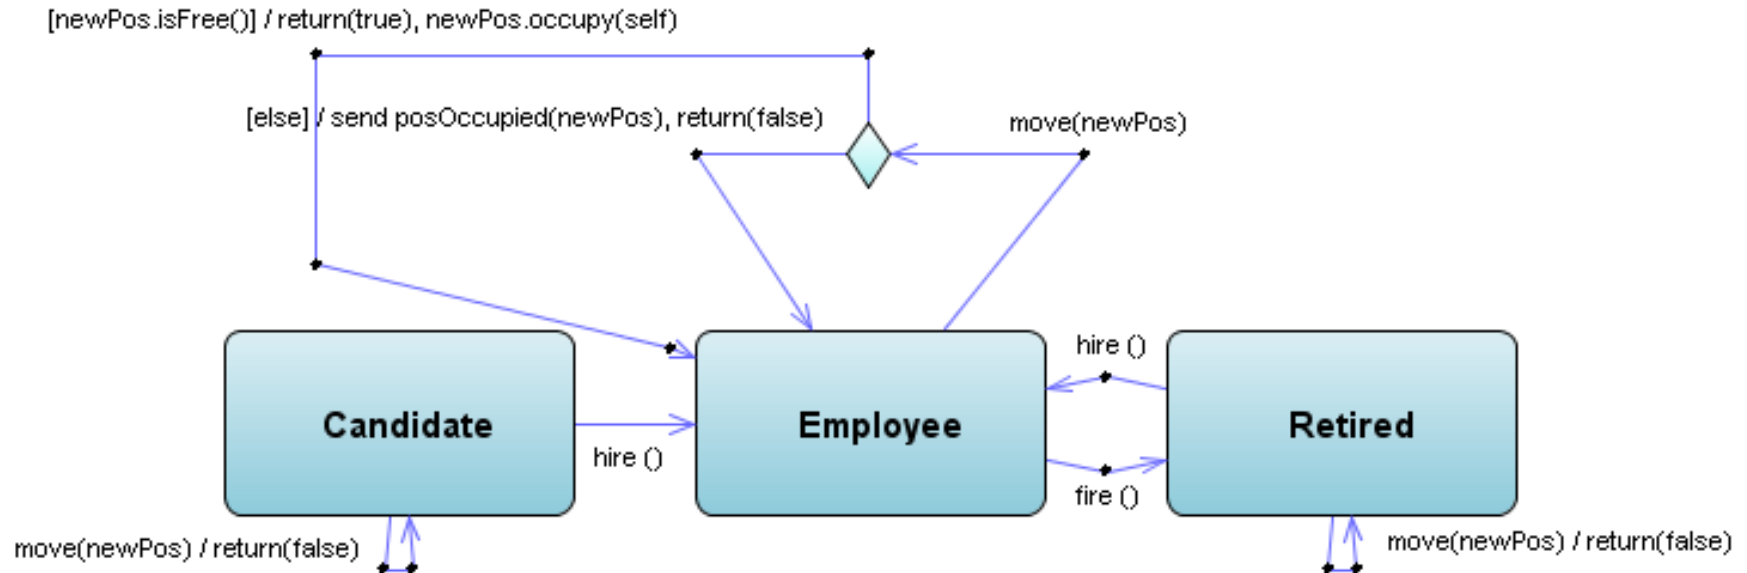 [newPos.isFree()] / return(true), newPos.occupy(self)
[else] / send posOccupied(newPos), return(false)
move(newPos)
hire ()
Candidate
Employee
Retired
hire ()
fire ()
move(newPos) / return(false)
move(newPos) / return(false)